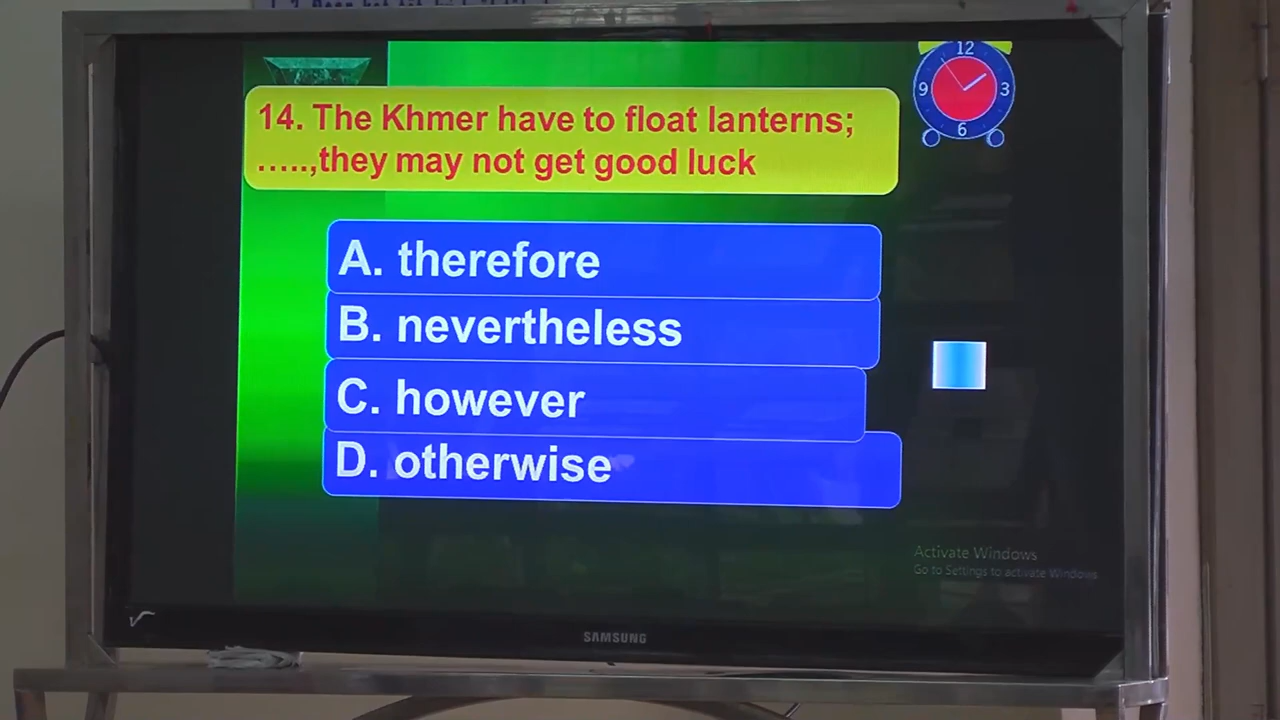 12
9 3
6
14. The Khmer have to float lanterns;
.....,they may not get good luck
A. therefore
B. nevertheless
C. however
D. otherwise
Activate Windows
Go to Settings to activate Windows
SAMSUNG